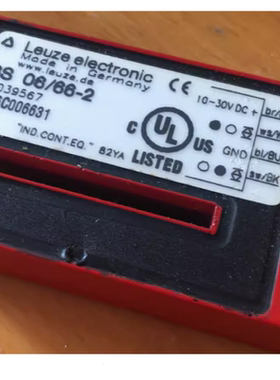 Leuze electronic
Made in Germany
www.leuze.de
S 06/66-2
039567
C006631
"IND. CONT. EQ." 82YA
CE
C UL US
LISTED
10-30V DC +
GND
br/
ws/
bl/BU
sw/BK